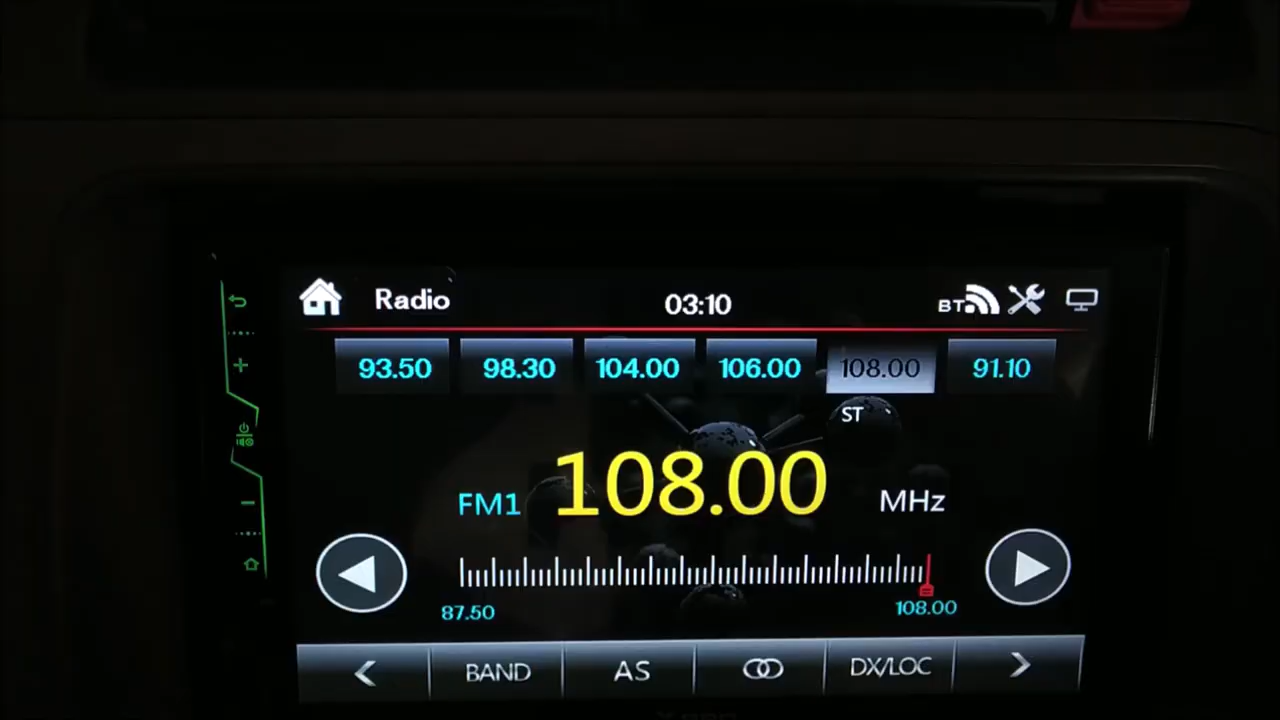 Radio 03:10 BT
93.50 98.30 104.00 106.00 108.00 91.10
ST
FM1 108.00 MHz
87.50 108.00
BAND AS DX/LOC